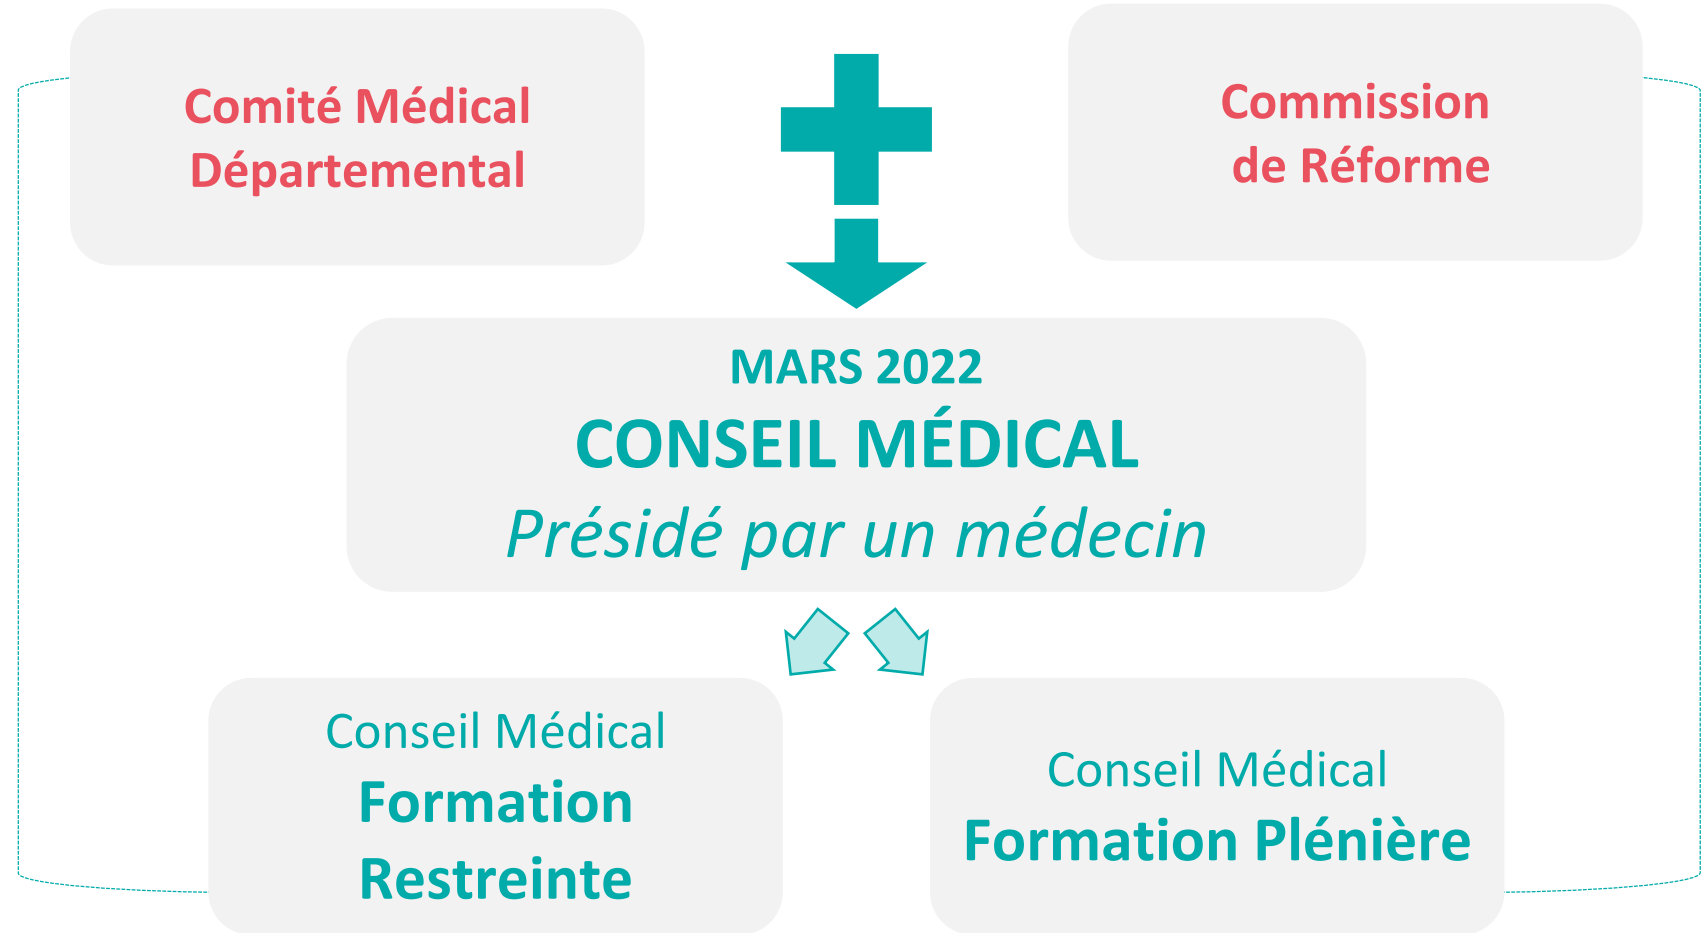 Comité Médical
Départemental
Commission
de Réforme
MARS 2022
CONSEIL MÉDICAL
Présidé par un médecin
Conseil Médical
Formation
Restreinte
Conseil Médical
Formation Plénière